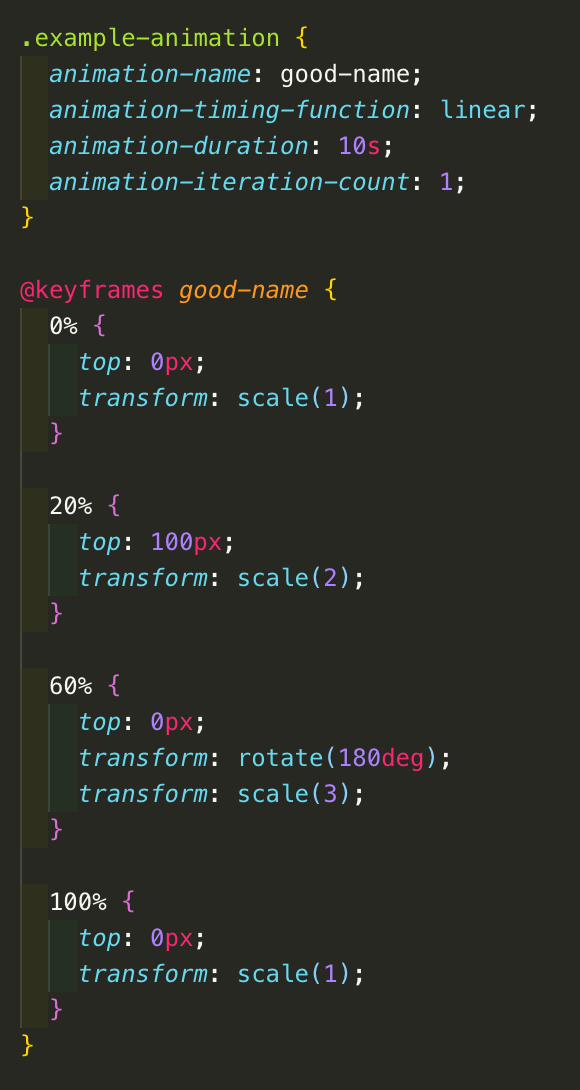 .example-animation {
  animation-name: good-name;
  animation-timing-function: linear;
  animation-duration: 10s;
  animation-iteration-count: 1;
}

@keyframes good-name {
  0% {
    top: 0px;
    transform: scale(1);
  }

  20% {
    top: 100px;
    transform: scale(2);
  }

  60% {
    top: 0px;
    transform: rotate(180deg);
    transform: scale(3);
  }

  100% {
    top: 0px;
    transform: scale(1);
  }
}